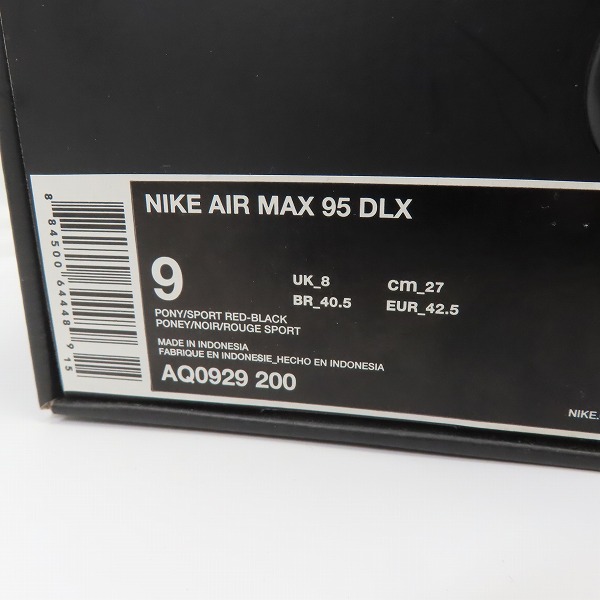 NIKE AIR MAX 95 DLX
9
UK_8 cm_27
BR_40.5 EUR_42.5
PONY/SPORT RED-BLACK
PONEY/NOIR/ROUGE SPORT
MADE IN INDONESIA
FABRIQUE EN INDONESIE_HECHO EN INDONESIA
AQ0929 200
NIKE.
8 84500 64448 9 15